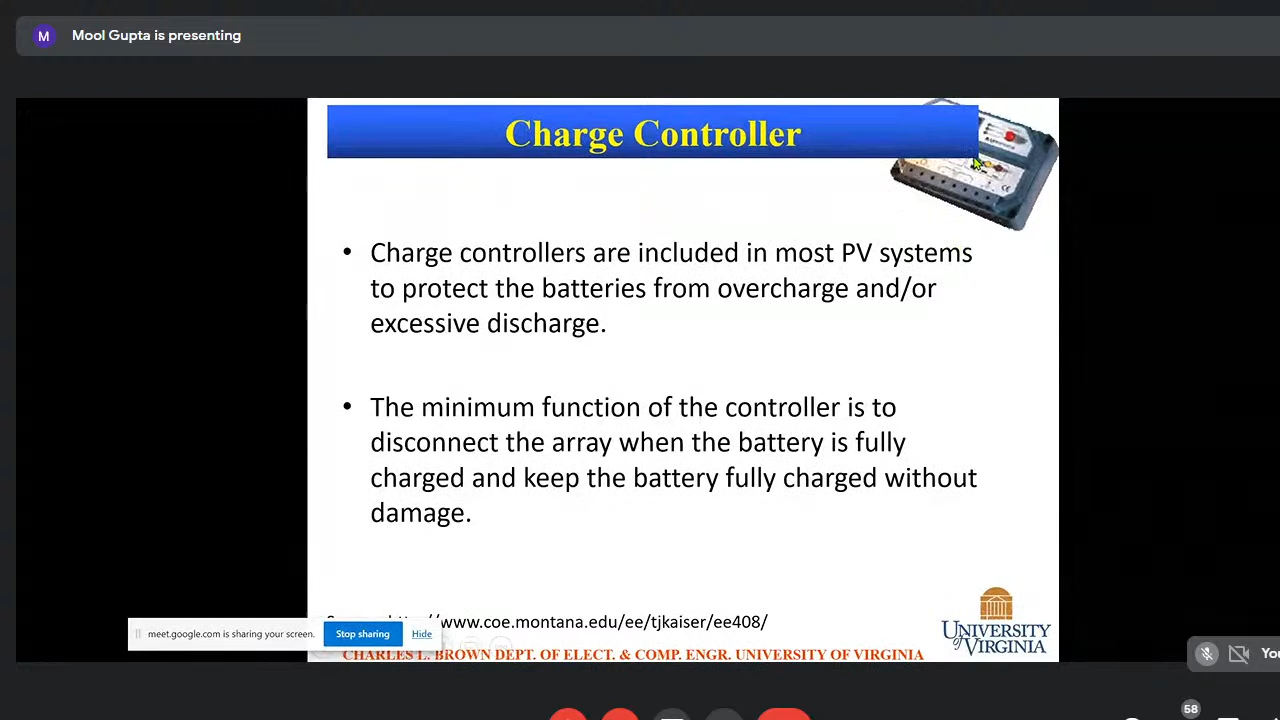 M
Mool Gupta is presenting
Charge Controller
• Charge controllers are included in most PV systems
to protect the batteries from overcharge and/or
excessive discharge.
• The minimum function of the controller is to
disconnect the array when the battery is fully
charged and keep the battery fully charged without
damage.
www.coe.montana.edu/ee/tjkaiser/ee408/
meet.google.com is sharing your screen.
Stop sharing
Hide
CHARLES L. BROWN DEPT. OF ELECT. & COMP. ENGR. UNIVERSITY OF VIRGINIA
UNIVERSITY
of VIRGINIA
You
58